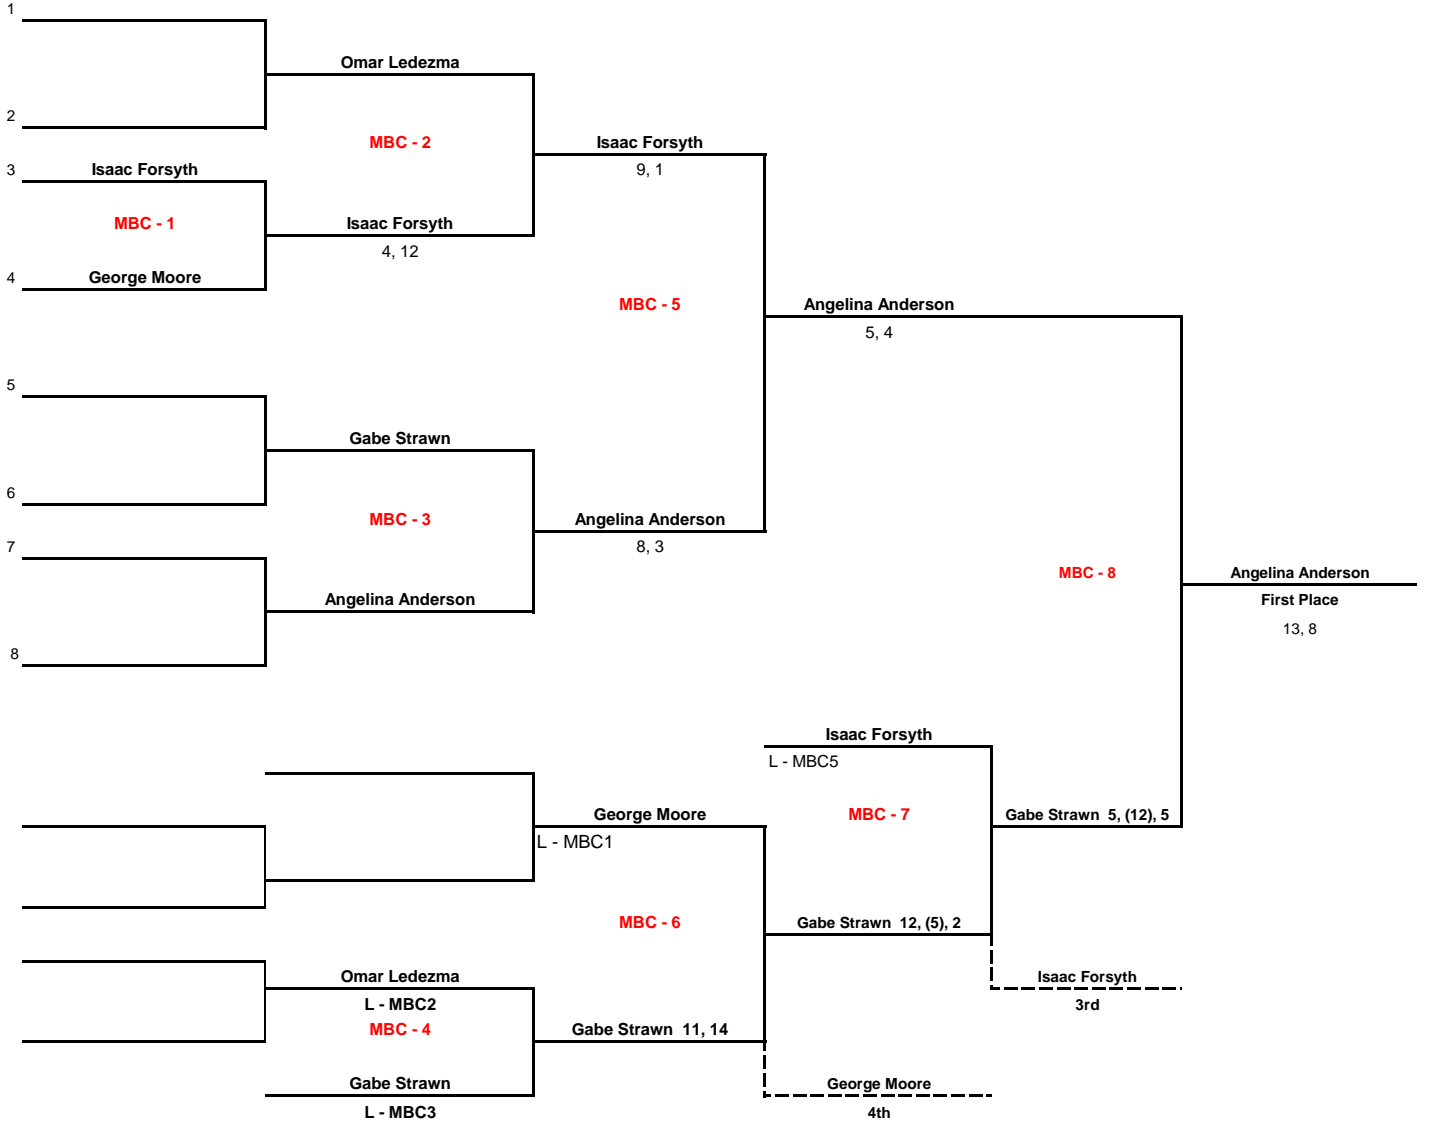 1
Omar Ledezma
2
MBC - 2
Isaac Forsyth
3
Isaac Forsyth
9, 1
MBC - 1
Isaac Forsyth
4, 12
4
George Moore
MBC - 5
Angelina Anderson
5, 4
5
Gabe Strawn
6
MBC - 3
Angelina Anderson
7
8, 3
MBC - 8
Angelina Anderson
Angelina Anderson
First Place
13, 8
8
Isaac Forsyth
L - MBC5
George Moore
MBC - 7
Gabe Strawn 5, (12), 5
L - MBC1
MBC - 6
Gabe Strawn 12, (5), 2
Omar Ledezma
Isaac Forsyth
L - MBC2
3rd
MBC - 4
Gabe Strawn 11, 14
Gabe Strawn
George Moore
L - MBC3
4th